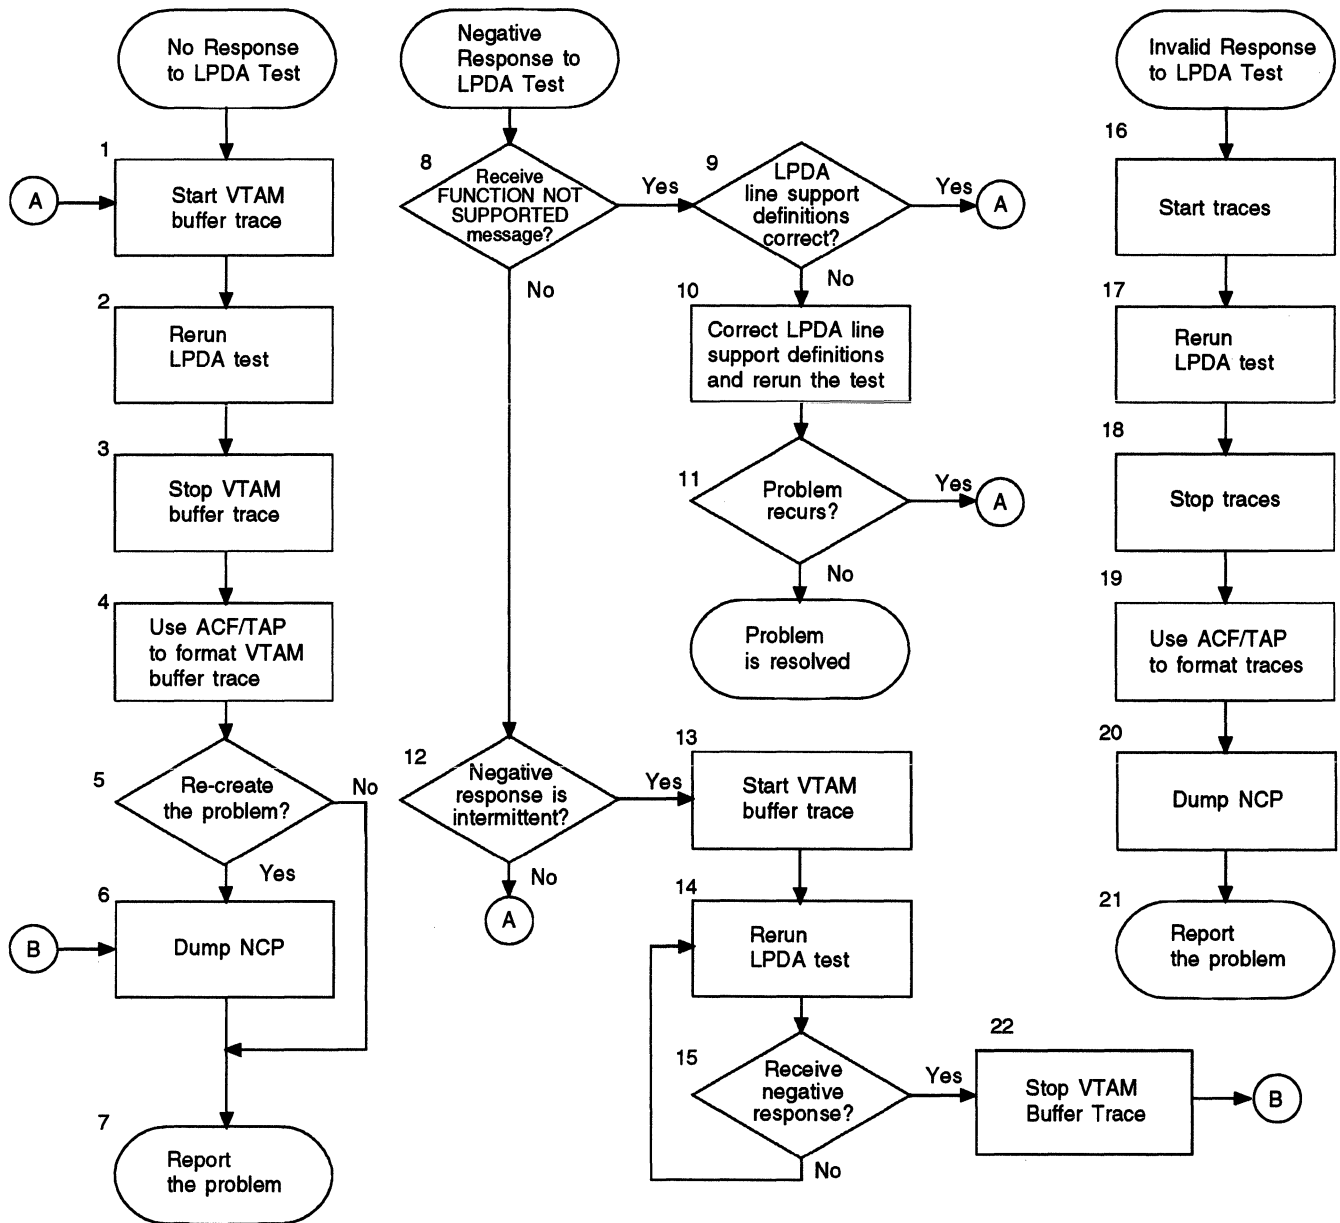 No Response
to LPDA Test
1
A
Start VTAM
buffer trace
2
Rerun
LPDA test
3
Stop VTAM
buffer trace
4
Use ACF/TAP
to format VTAM
buffer trace
5
Re-create
the problem?
No
Yes
6
B
Dump NCP
7
Report
the problem
Negative
Response to
LPDA Test
8
Receive
FUNCTION NOT
SUPPORTED
message?
Yes
No
9
LPDA
line support
definitions
correct?
Yes
A
No
10
Correct LPDA line
support definitions
and rerun the test
11
Problem
recurs?
Yes
A
No
Problem
is resolved
12
Negative
response is
intermittent?
Yes
No
A
13
Start VTAM
buffer trace
14
Rerun
LPDA test
15
Receive
negative
response?
Yes
No
22
Stop VTAM
Buffer Trace
B
Invalid Response
to LPDA Test
16
Start traces
17
Rerun
LPDA test
18
Stop traces
19
Use ACF/TAP
to format traces
20
Dump NCP
21
Report
the problem